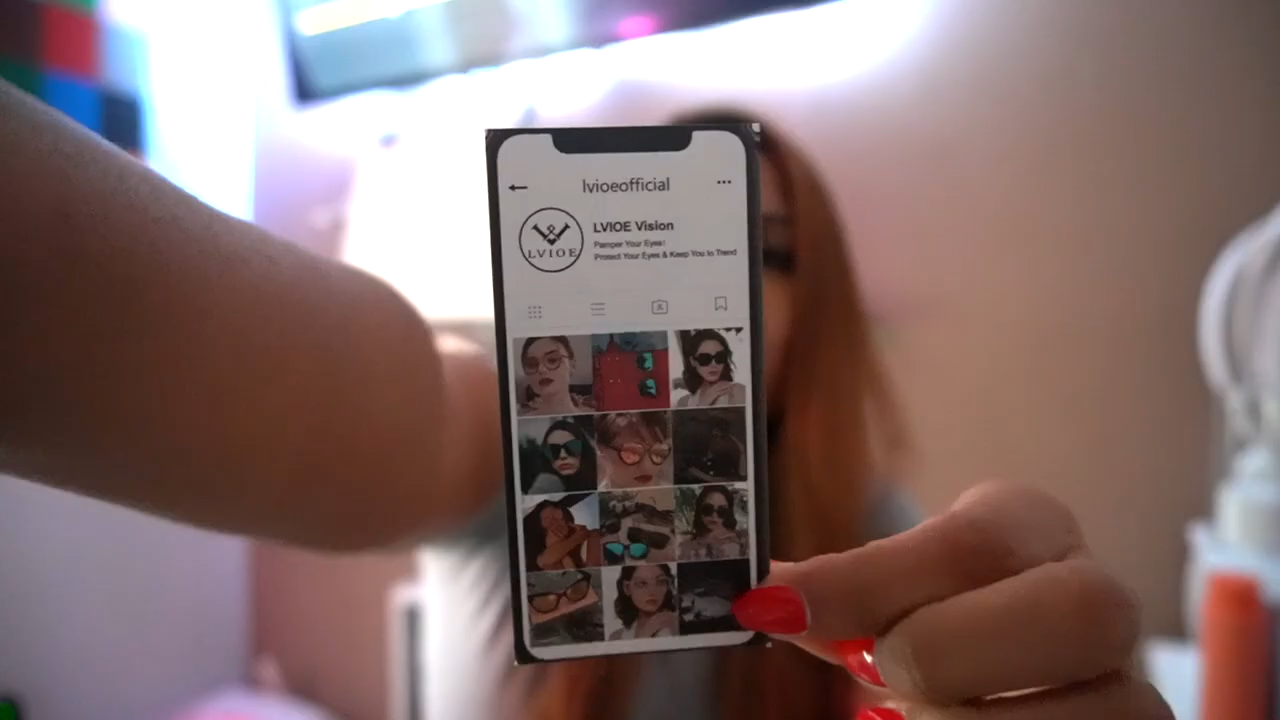 lvioeofficial
LVIOE Vision
Pamper Your Eyes!
Protect Your Eyes & Keep You In Trend
LVIOE